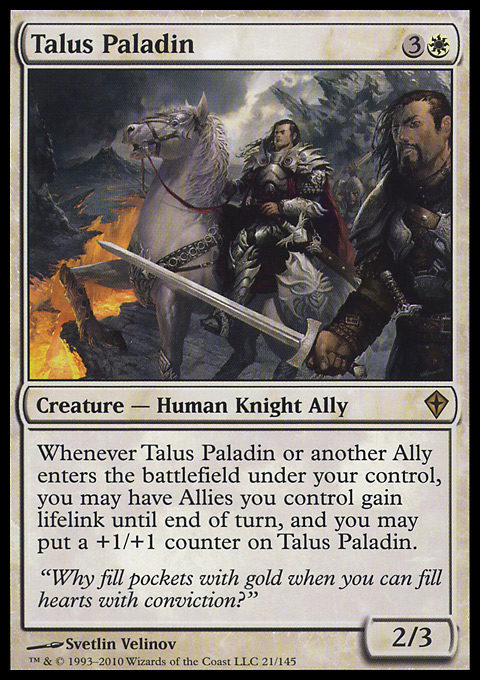 Talus Paladin 3
Creature — Human Knight Ally
Whenever Talus Paladin or another Ally
enters the battlefield under your control,
you may have Allies you control gain
lifelink until end of turn, and you may
put a +1/+1 counter on Talus Paladin.
“Why fill pockets with gold when you can fill
hearts with conviction?”
Svetlin Velinov
2/3
™ & © 1993–2010 Wizards of the Coast LLC 21/145